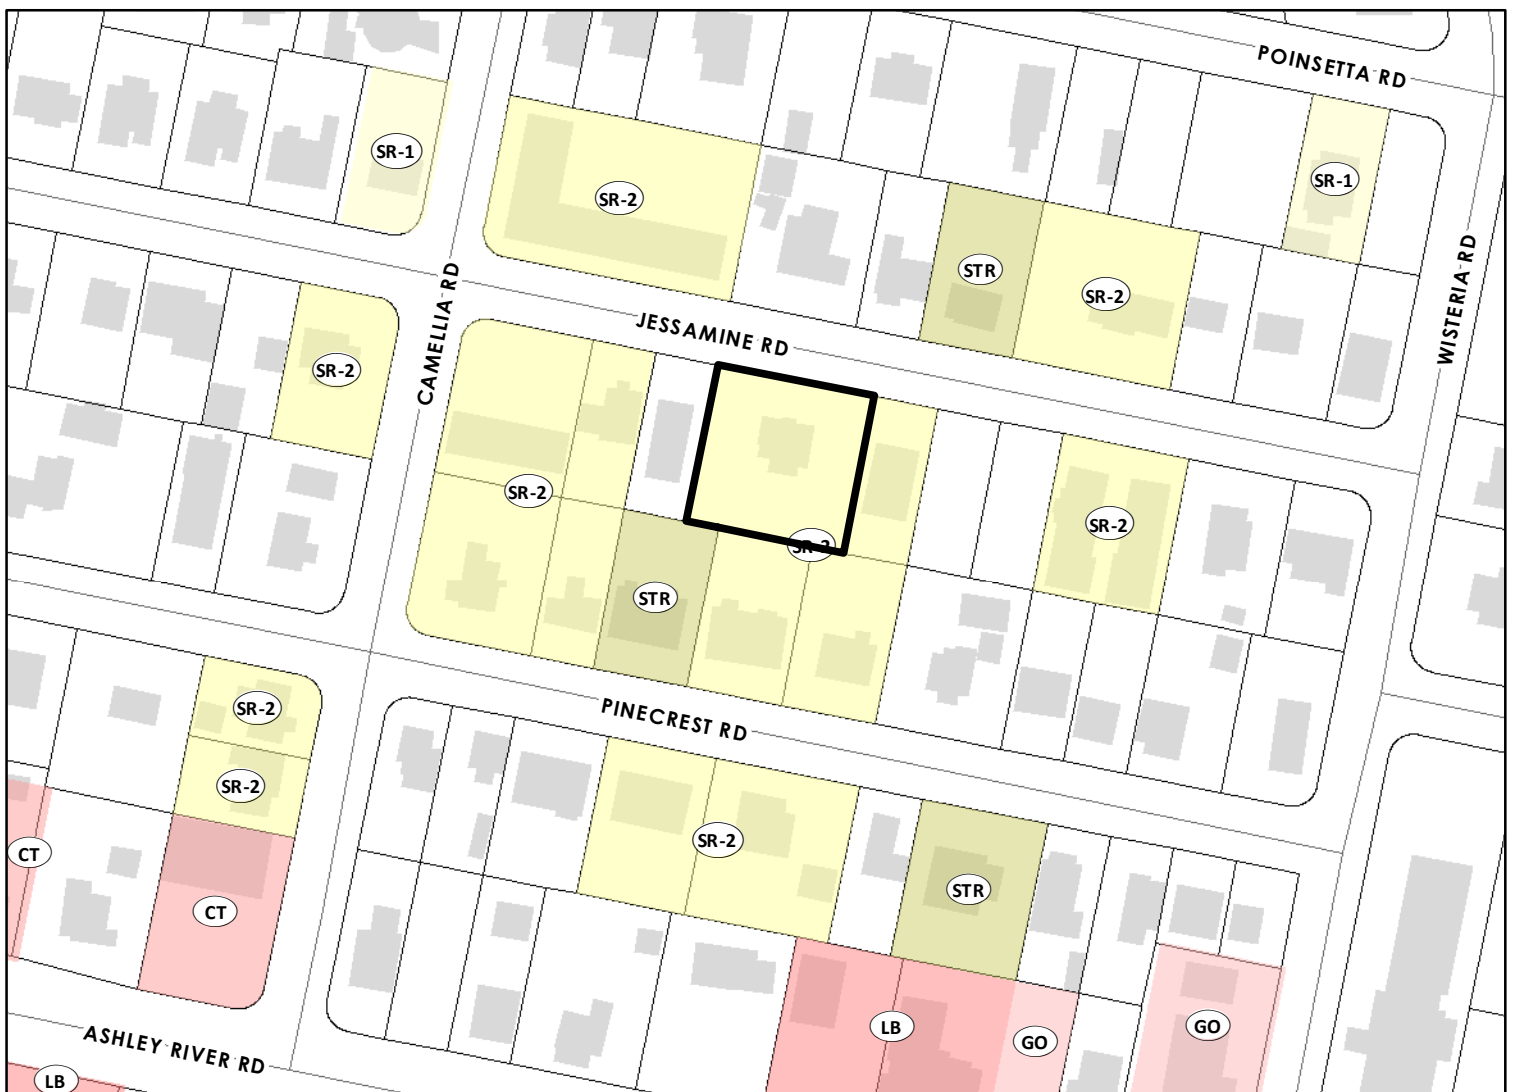 POINSETTA RD
SR-1
SR-1
SR-2
STR
SR-2
WISTERIA RD
CAMELLIA RD
JESSAMINE RD
SR-2
SR-2
SR-2
SR-2
STR
PINECREST RD
SR-2
SR-2
SR-2
CT
STR
CT
LB
GO
GO
ASHLEY RIVER RD
LB